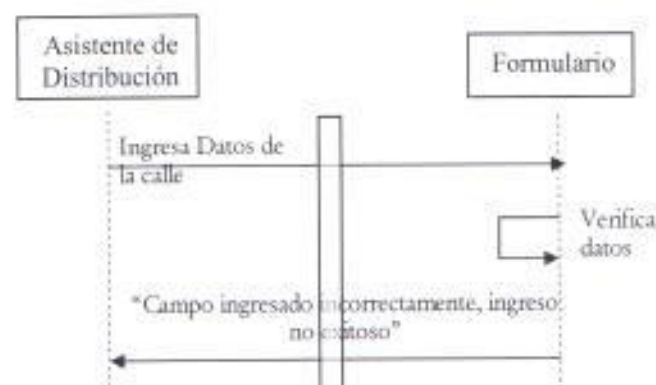 Asistente de
Distribución
Formulario
Ingresa Datos de
la calle
Verifica
datos
"Campo ingresado incorrectamente, ingreso
no exitoso"